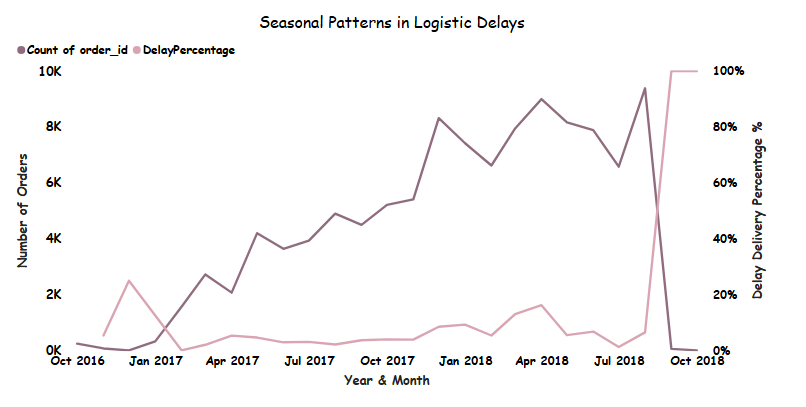 Seasonal Patterns in Logistic Delays
Count of order_id DelayPercentage
10K
8K
6K
4K
2K
0K
Number of Orders
100%
80%
60%
40%
20%
0%
Delay Delivery Percentage %
Oct 2016 Jan 2017 Apr 2017 Jul 2017 Oct 2017 Jan 2018 Apr 2018 Jul 2018 Oct 2018
Year & Month